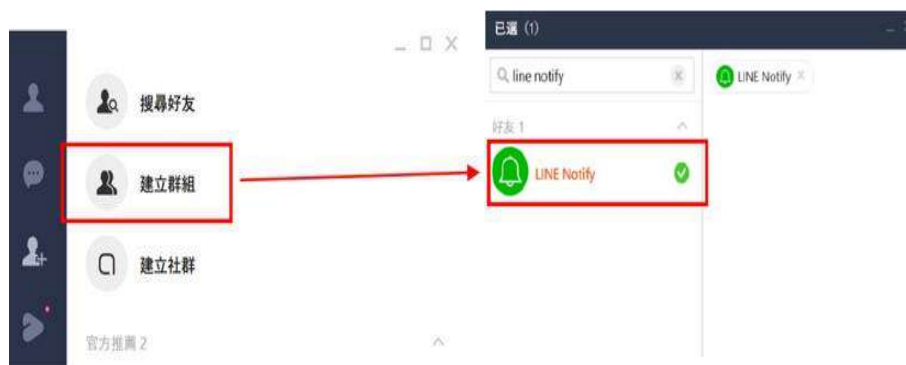 搜尋好友
建立群組
建立社群
官方推薦 2
已選 (1)
line notify
LINE Notify
好友 1
LINE Notify